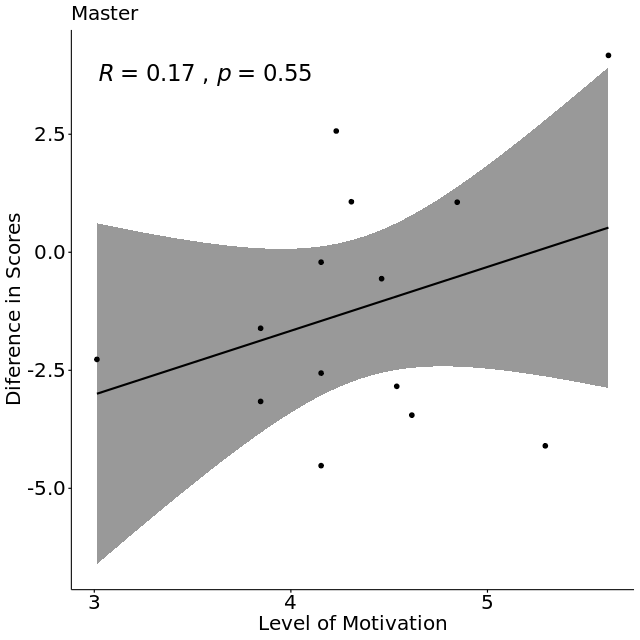 Master
R = 0.17 , p = 0.55
2.5
0.0
-2.5
-5.0
Diference in Scores
3 4 5
Level of Motivation